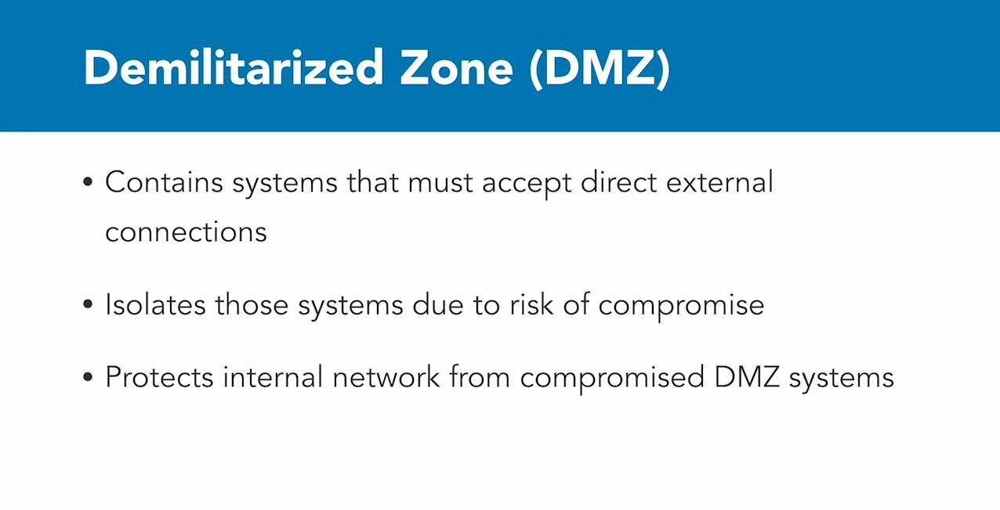 Demilitarized Zone (DMZ)
• Contains systems that must accept direct external
connections
• Isolates those systems due to risk of compromise
• Protects internal network from compromised DMZ systems